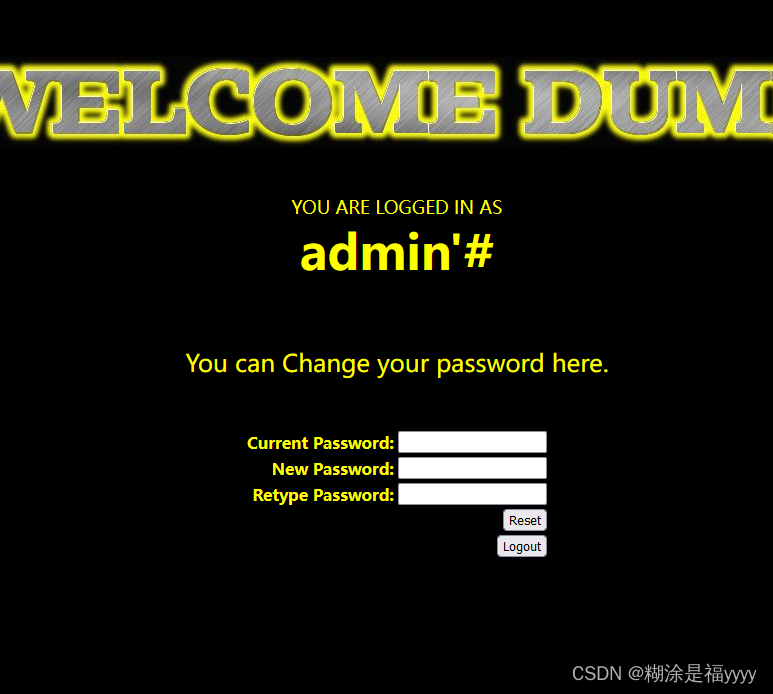 WELCOME DUM
YOU ARE LOGGED IN AS
admin'#
You can Change your password here.
Current Password:
New Password:
Retype Password:
Reset
Logout
CSDN @糊涂是福yyyy